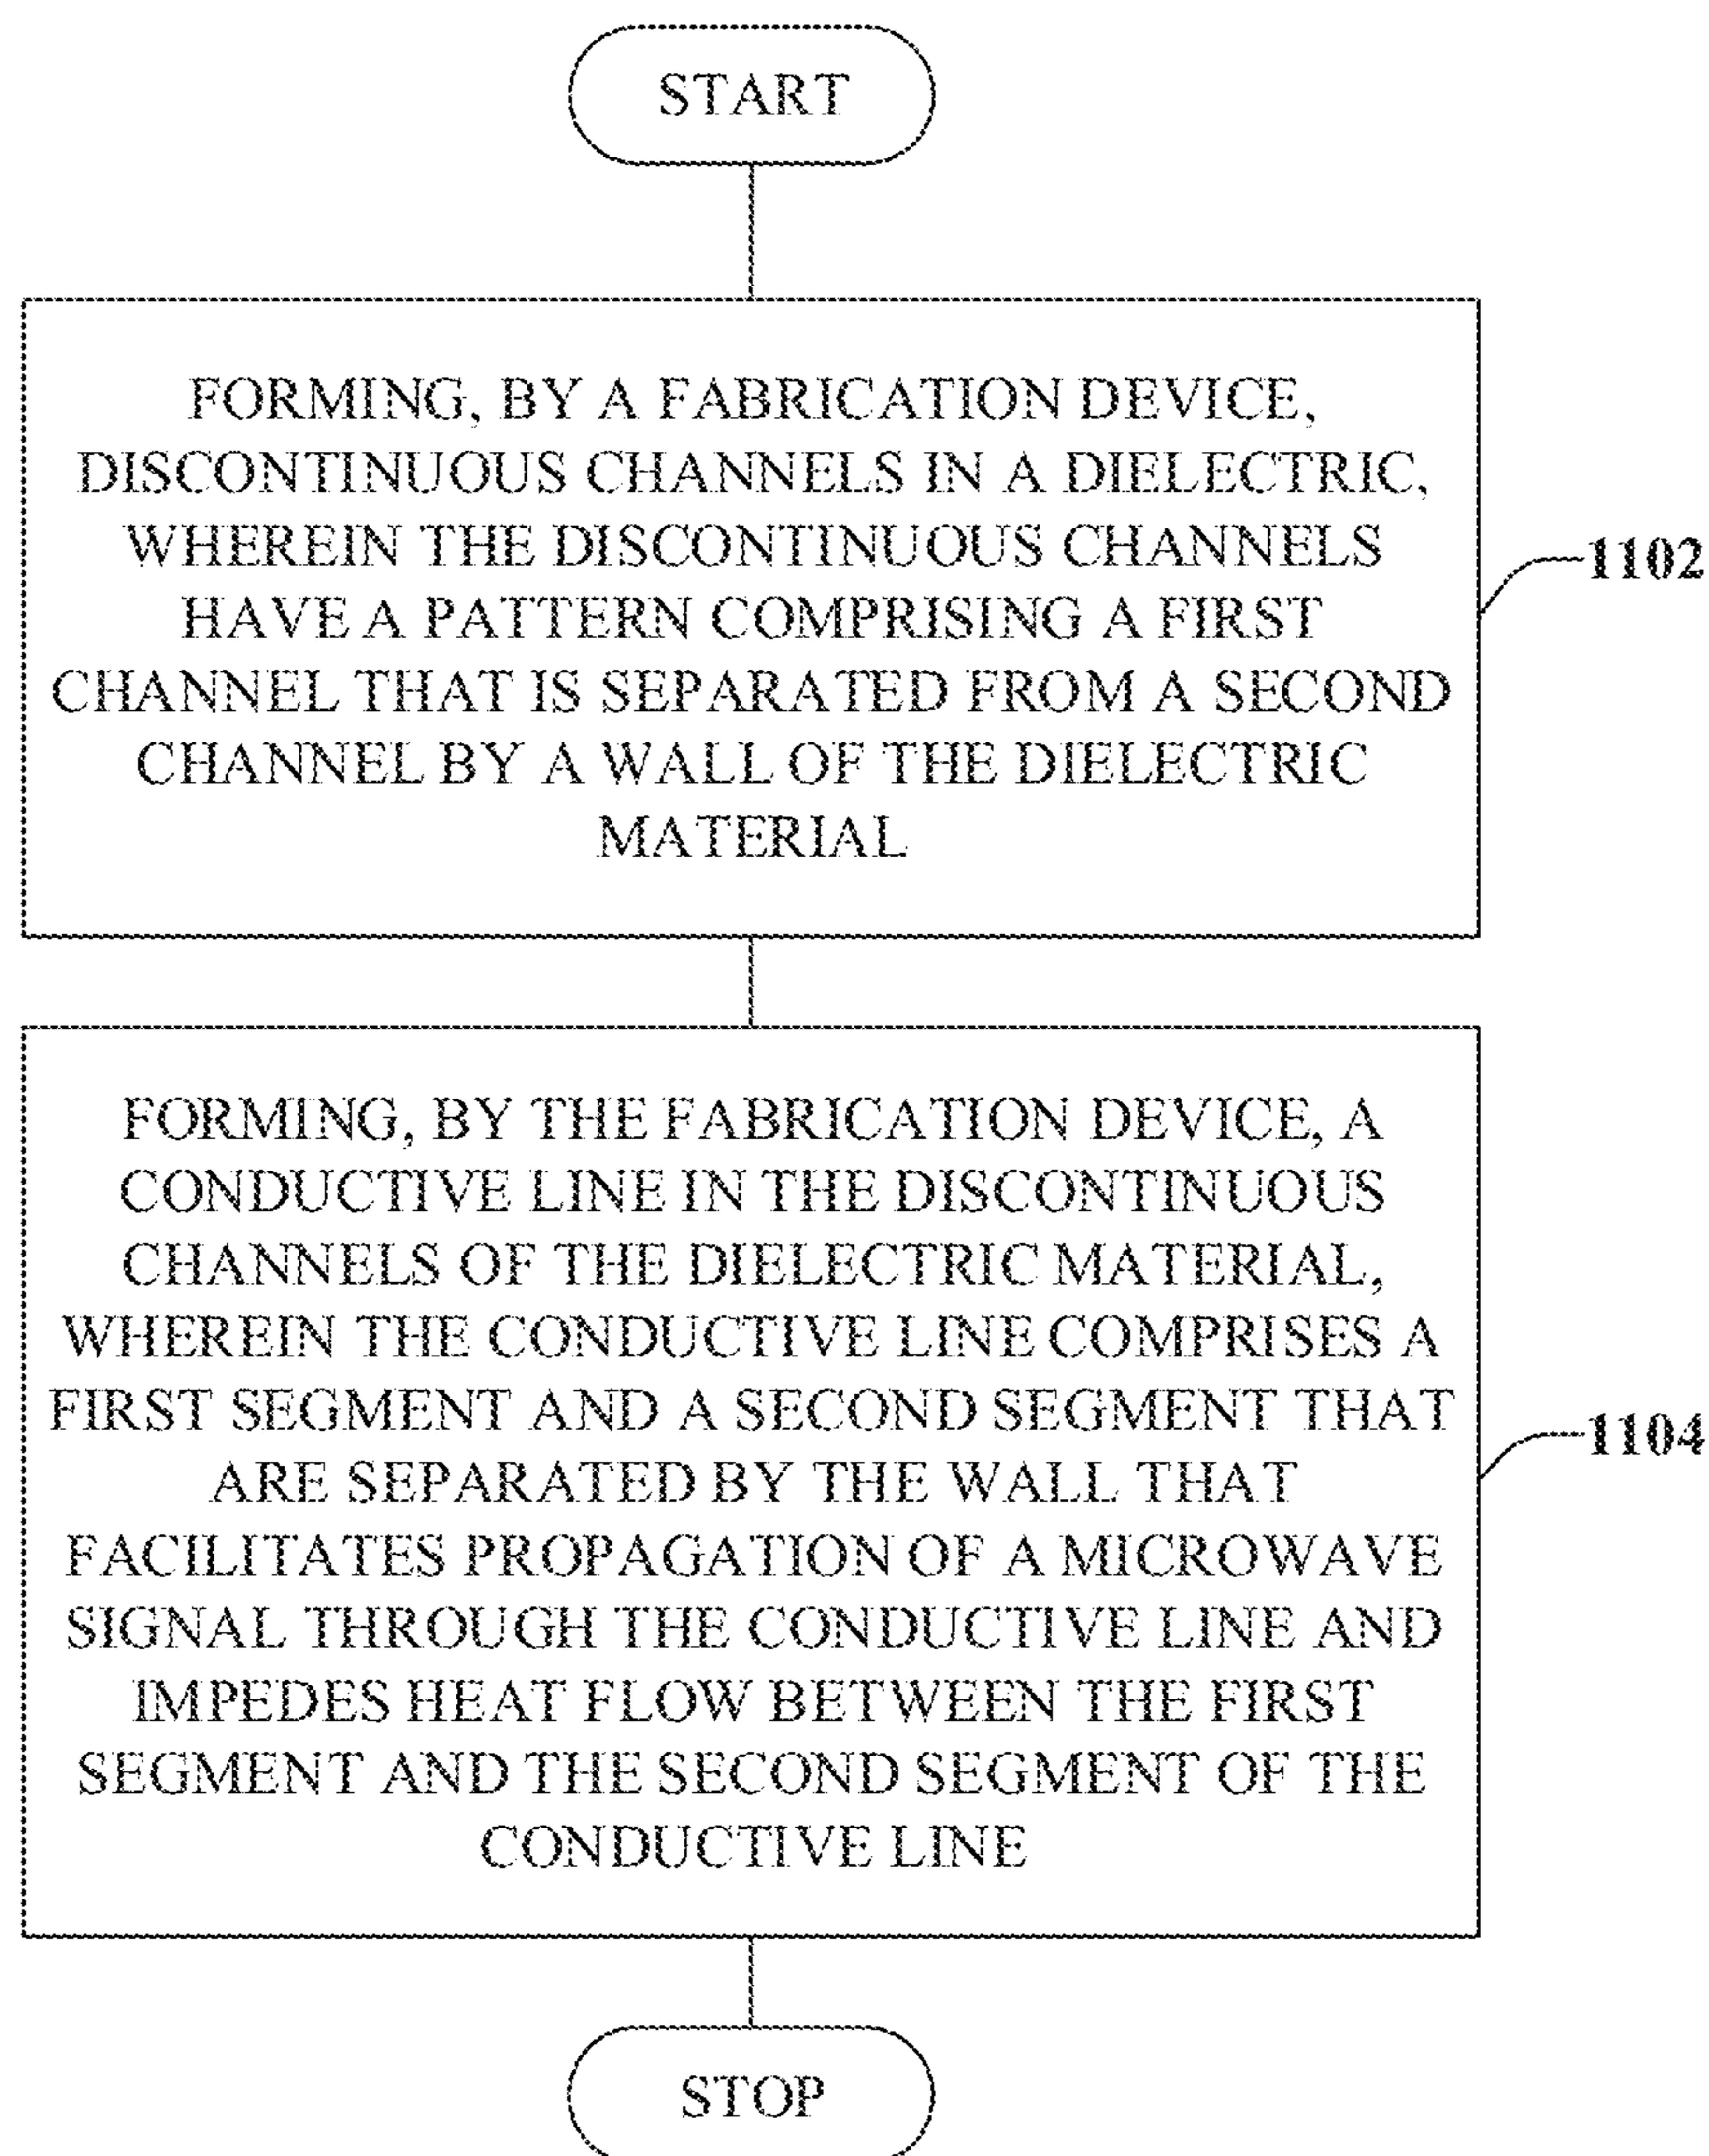 START
FORMING, BY A FABRICATION DEVICE,
DISCONTINUOUS CHANNELS IN A DIELECTRIC,
WHEREIN THE DISCONTINUOUS CHANNELS
HAVE A PATTERN COMPRISING A FIRST
CHANNEL THAT IS SEPARATED FROM A SECOND
CHANNEL BY A WALL OF THE DIELECTRIC
MATERIAL
1102
FORMING, BY THE FABRICATION DEVICE, A
CONDUCTIVE LINE IN THE DISCONTINUOUS
CHANNELS OF THE DIELECTRIC MATERIAL,
WHEREIN THE CONDUCTIVE LINE COMPRISES A
FIRST SEGMENT AND A SECOND SEGMENT THAT
ARE SEPARATED BY THE WALL THAT
FACILITATES PROPAGATION OF A MICROWAVE
SIGNAL THROUGH THE CONDUCTIVE LINE AND
IMPEDES HEAT FLOW BETWEEN THE FIRST
SEGMENT AND THE SECOND SEGMENT OF THE
CONDUCTIVE LINE
1104
STOP